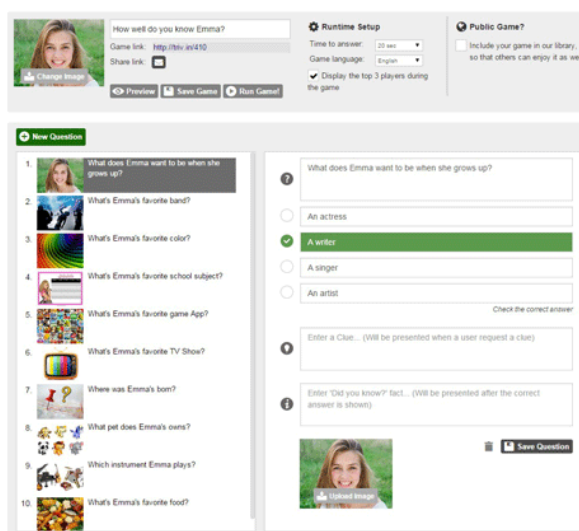 How well do you know Emma?
Game link: http://triv.in/410
Share link:
Change Image
Preview
Save Game
Run Game!
Runtime Setup
Time to answer: 20 sec
Game language: English
Display the top 3 players during
the game
Public Game?
Include your game in our library,
so that others can enjoy it as we
New Question
1. What does Emma want to be when she
grows up?
2. What's Emma's favorite band?
3. What's Emma's favorite color?
4. What's Emma's favorite school subject?
5. What's Emma's favorite game App?
6. What's Emma's favorite TV Show?
7. Where was Emma's born?
8. What pet does Emma's owns?
9. Which instrument Emma plays?
10. What's Emma's favorite food?
What does Emma want to be when she grows up?
An actress
A writer
A singer
An artist
Check the correct answer
Enter a Clue... (Will be presented when a user request a clue)
Enter 'Did you know?' fact... (Will be presented after the correct
answer is shown)
Upload Image
Save Question